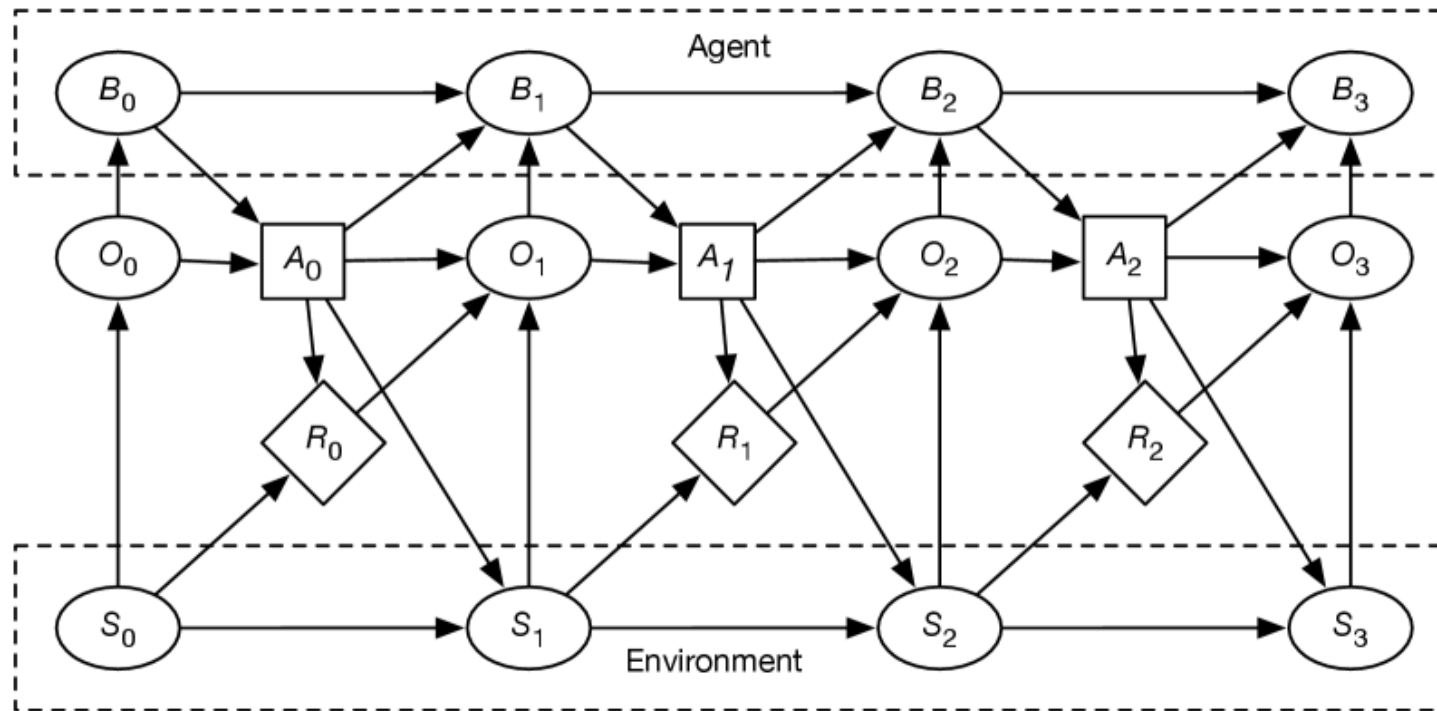 Agent
B0 B1 B2 B3
O0 A0 O1 A1 O2 A2 O3
R0 R1 R2
S0 S1 S2 S3
Environment